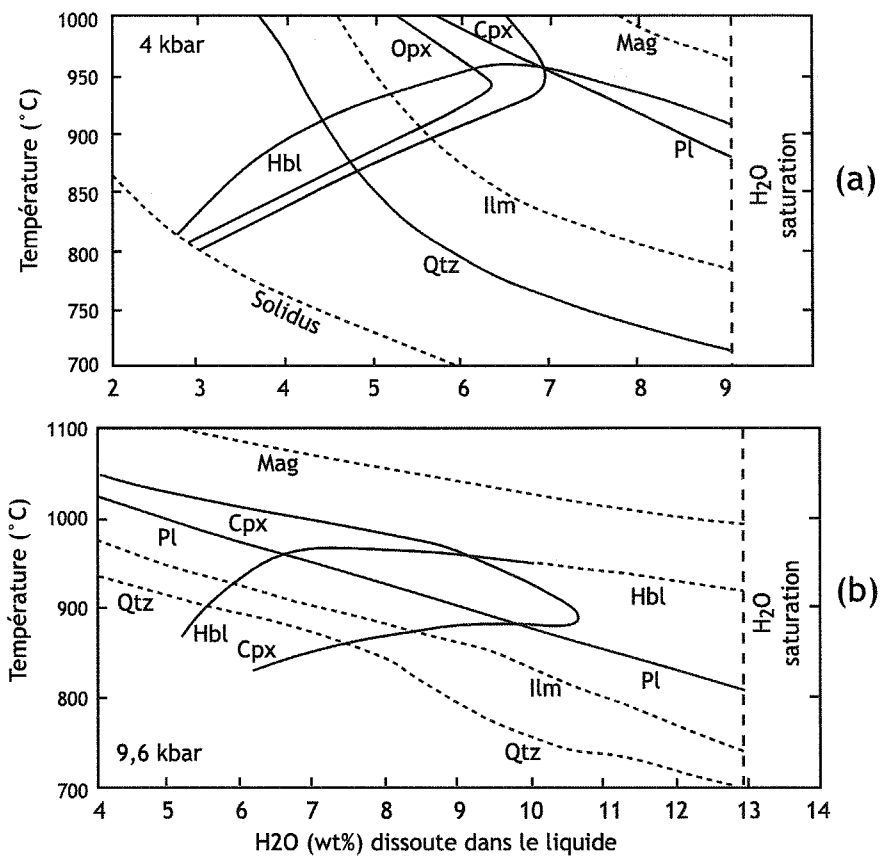 1000
4 kbar
Opx
Cpx
Mag
950
900
Hbl
Pl
850
Ilm
800
Qtz
Solidus
750
700
Température (°C)
H2O
saturation
(a)
2 3 4 5 6 7 8 9
1100
Mag
1000
Cpx
Pl
900
Qtz
Hbl
Hbl
Cpx
Ilm
Pl
800
Qtz
9,6 kbar
700
Température (°C)
H2O
saturation
(b)
4 5 6 7 8 9 10 11 12 13 14
H2O (wt%) dissoute dans le liquide